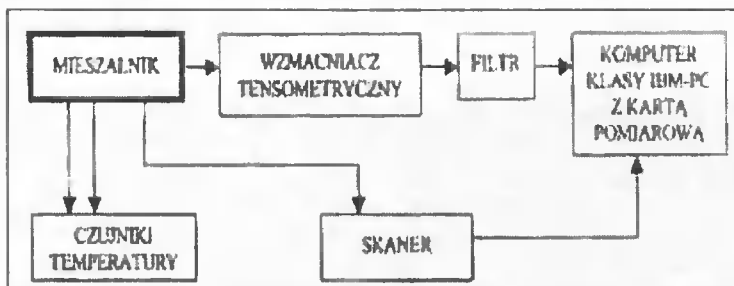 MIESZALNIK
WZMACNIACZ
TENSOMETRYCZNY
FILTR
KOMPUTER
KLASY IBM-PC
Z KARTĄ
POMIAROWĄ
CZUJNIKI
TEMPERATURY
SKANER